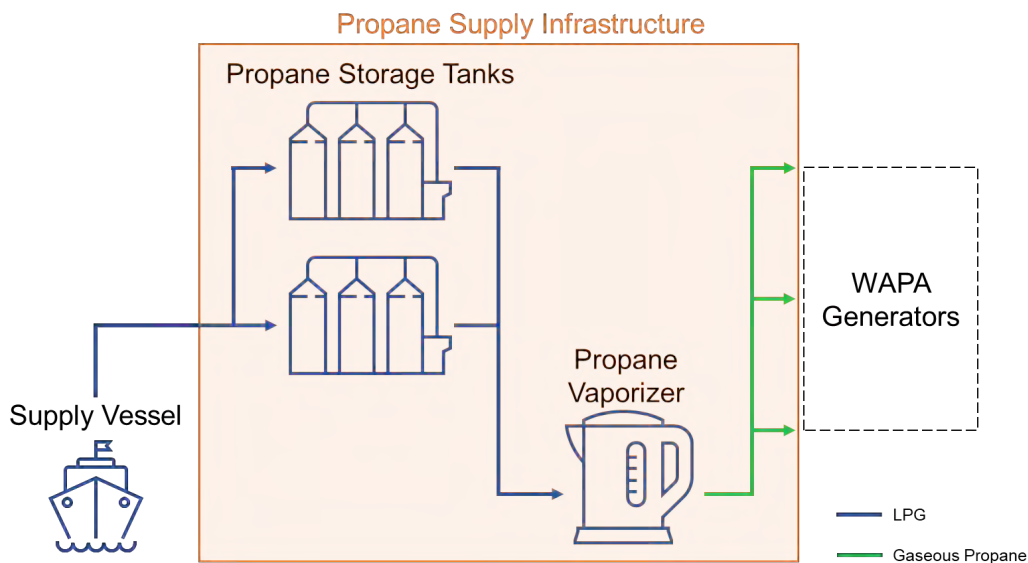 Propane Supply Infrastructure
Propane Storage Tanks
Supply Vessel
Propane
Vaporizer
WAPA
Generators
LPG
Gaseous Propane